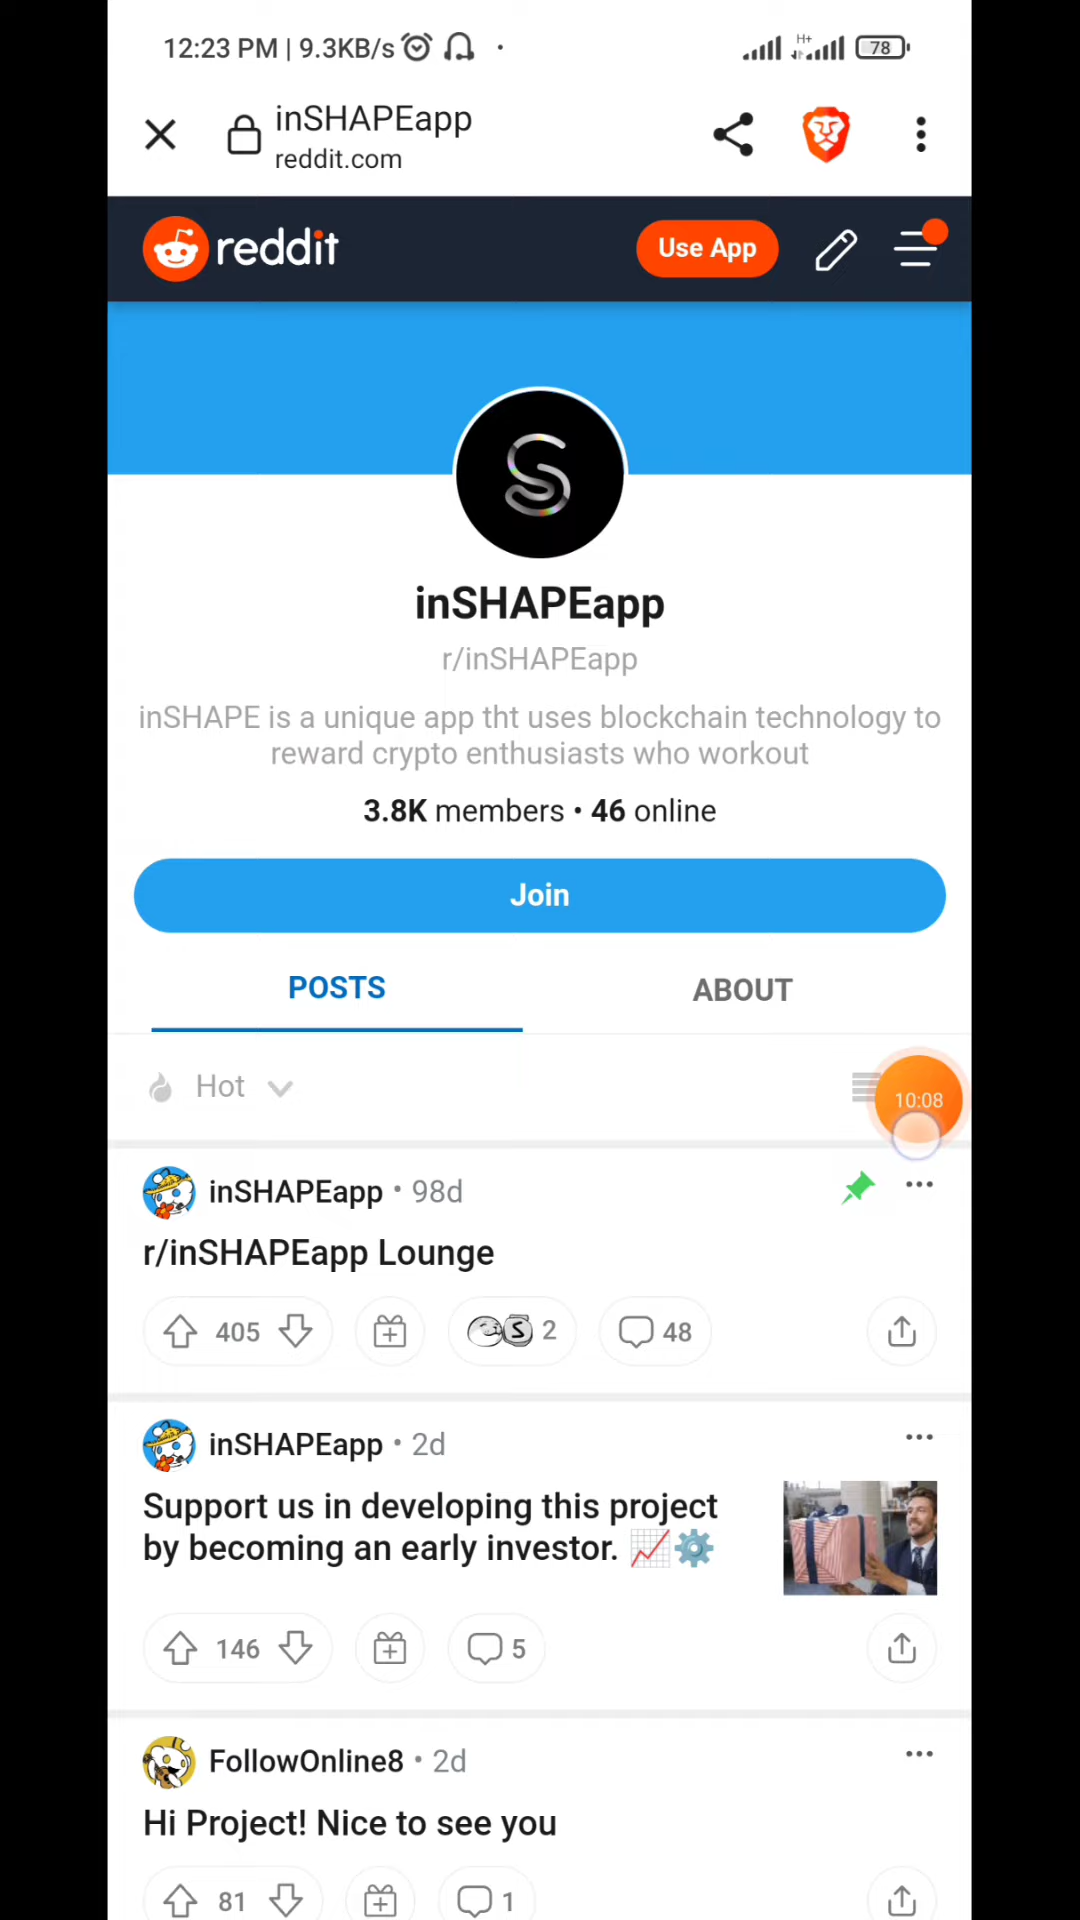 12:23 PM | 9.3KB/s
H+
78
inSHAPEapp
reddit.com
reddit
Use App
S
inSHAPEapp
r/inSHAPEapp
inSHAPE is a unique app tht uses blockchain technology to
reward crypto enthusiasts who workout
3.8K members • 46 online
Join
POSTS
ABOUT
Hot
10:08
inSHAPEapp • 98d
r/inSHAPEapp Lounge
405
S 2
48
inSHAPEapp • 2d
Support us in developing this project
by becoming an early investor. 📈⚙️
146
5
FollowOnline8 • 2d
Hi Project! Nice to see you
81
1